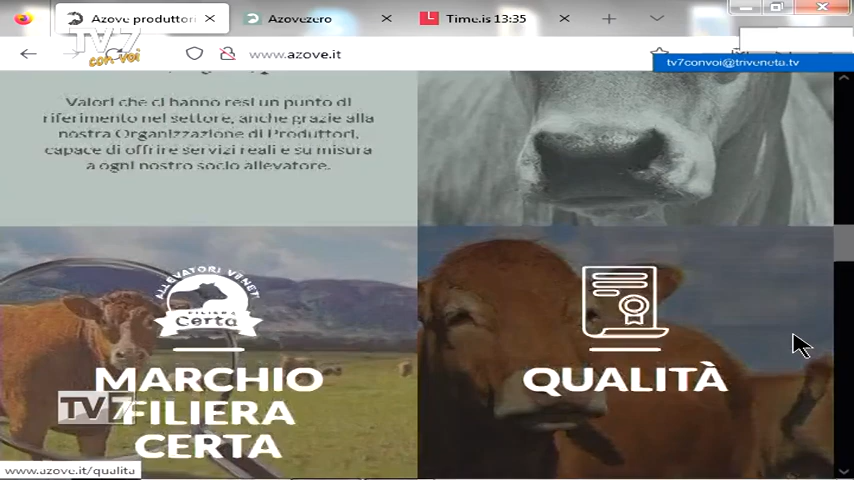 Azove produttori
Azovezero
Time.is 13:35
TV7
con voi
www.azove.it
tv7convoi@triveneta.tv
Valori che ci hanno resi un punto di
riferimento nel settore, anche grazie alla
nostra Organizzazione di Produttori,
capace di offrire servizi reali e su misura
a ogni nostro socio allevatore.
ALLEVATORI VENETI
FILIERA
Certa
MARCHIO
FILIERA
CERTA
QUALITÀ
TV7
www.azove.it/qualita